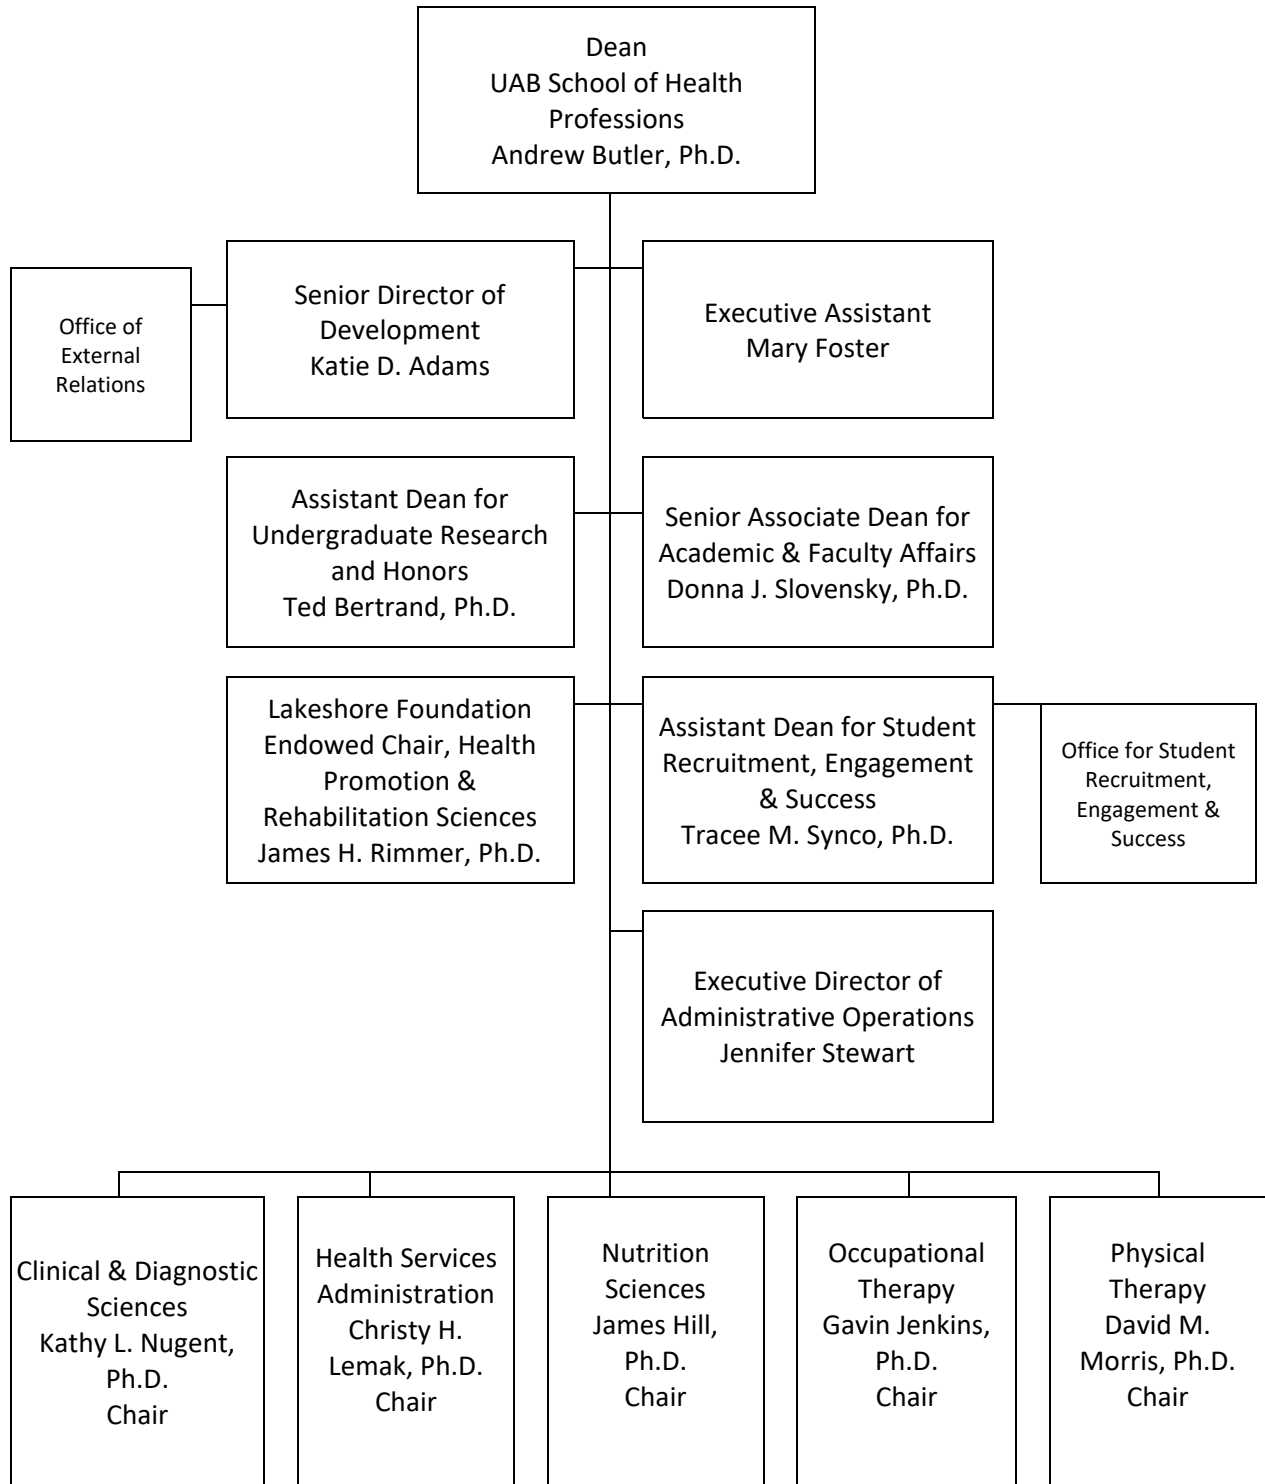 Dean
UAB School of Health
Professions
Andrew Butler, Ph.D.
Office of
External
Relations
Senior Director of
Development
Katie D. Adams
Executive Assistant
Mary Foster
Assistant Dean for
Undergraduate Research
and Honors
Ted Bertrand, Ph.D.
Senior Associate Dean for
Academic & Faculty Affairs
Donna J. Slovensky, Ph.D.
Lakeshore Foundation
Endowed Chair, Health
Promotion &
Rehabilitation Sciences
James H. Rimmer, Ph.D.
Assistant Dean for Student
Recruitment, Engagement
& Success
Tracee M. Synco, Ph.D.
Office for Student
Recruitment,
Engagement &
Success
Executive Director of
Administrative Operations
Jennifer Stewart
Clinical & Diagnostic
Sciences
Kathy L. Nugent,
Ph.D.
Chair
Health Services
Administration
Christy H.
Lemak, Ph.D.
Chair
Nutrition
Sciences
James Hill,
Ph.D.
Chair
Occupational
Therapy
Gavin Jenkins,
Ph.D.
Chair
Physical
Therapy
David M.
Morris, Ph.D.
Chair